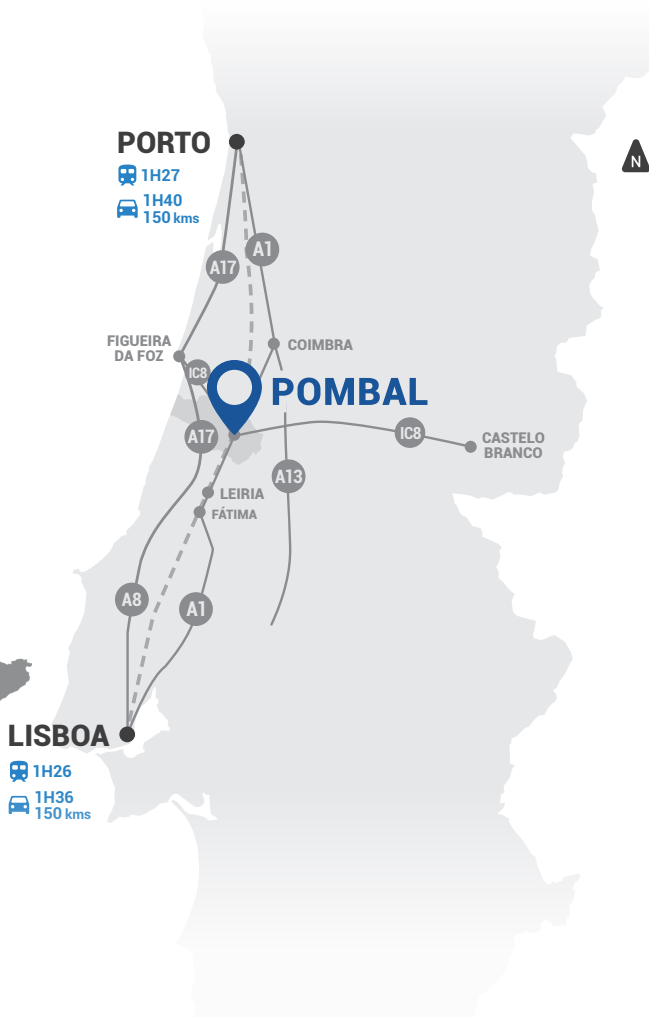 PORTO
1H27
1H40
150 kms
N
A1
A17
FIGUEIRA
DA FOZ
COIMBRA
IC8
POMBAL
A17
IC8
CASTELO
BRANCO
A13
LEIRIA
FÁTIMA
A8
A1
LISBOA
1H26
1H36
150 kms